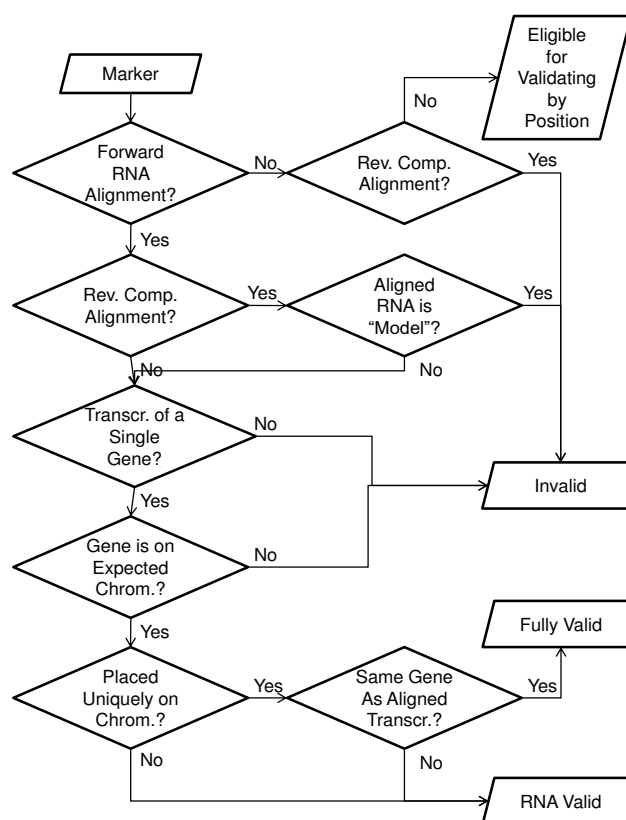 Marker
Eligible
for
Validating
by
Position
No
Forward
RNA
Alignment?
No
Rev. Comp.
Alignment?
Yes
Yes
Rev. Comp.
Alignment?
Yes
Aligned
RNA is
“Model”?
Yes
No
No
Transcr. of a
Single
Gene?
No
Yes
Invalid
Gene is on
Expected
Chrom.?
No
Yes
Fully Valid
Placed
Uniquely on
Chrom.?
Yes
Same Gene
As Aligned
Transcr.?
Yes
No
No
RNA Valid